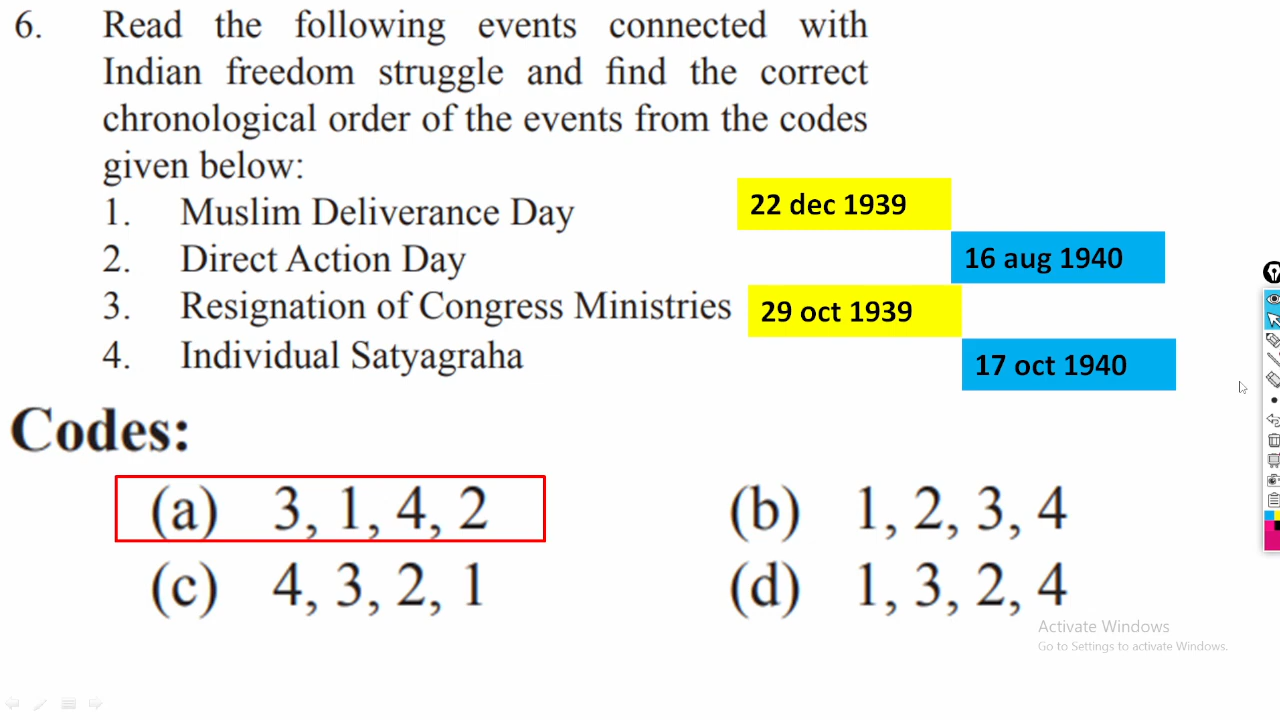 6. Read the following events connected with
Indian freedom struggle and find the correct
chronological order of the events from the codes
given below:
1. Muslim Deliverance Day 22 dec 1939
2. Direct Action Day 16 aug 1940
3. Resignation of Congress Ministries 29 oct 1939
4. Individual Satyagraha 17 oct 1940
Codes:
(a) 3, 1, 4, 2 (b) 1, 2, 3, 4
(c) 4, 3, 2, 1 (d) 1, 3, 2, 4
Activate Windows
Go to Settings to activate Windows.